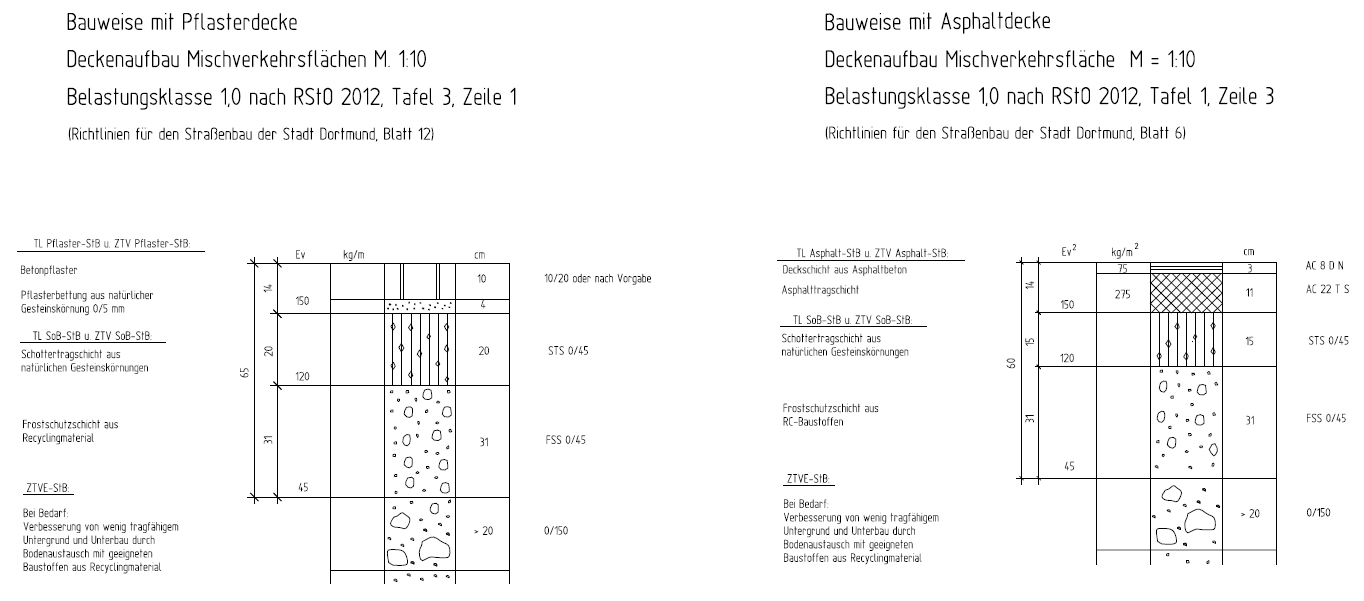 Bauweise mit Pflasterdecke
Deckenaufbau Mischverkehrsflächen M. 1:10
Belastungsklasse 1,0 nach RStO 2012, Tafel 3, Zeile 1
(Richtlinien für den Straßenbau der Stadt Dortmund, Blatt 12)
TL Pflaster-StB u. ZTV Pflaster-StB:
Ev kg/m cm
Betonpflaster
14 10 10/20 oder nach Vorgabe
Pflasterbettung aus natürlicher
Gesteinskörnung 0/5 mm
150 4
TL SoB-StB u. ZTV SoB-StB:
Schottertragschicht aus
natürlichen Gesteinskörnungen
65 20 120 20 STS 0/45
Frostschutzschicht aus
Recyclingmaterial
31 31 FSS 0/45
45
ZTVE-StB:
Bei Bedarf:
Verbesserung von wenig tragfähigem
Untergrund und Unterbau durch
Bodenaustausch mit geeigneten
Baustoffen aus Recyclingmaterial
> 20 0/150
Bauweise mit Asphaltdecke
Deckenaufbau Mischverkehrsfläche M = 1:10
Belastungsklasse 1,0 nach RStO 2012, Tafel 1, Zeile 3
(Richtlinien für den Straßenbau der Stadt Dortmund, Blatt 6)
TL Asphalt-StB u. ZTV Asphalt-StB:
Ev² kg/m² cm
Deckschicht aus Asphaltbeton
75 3 AC 8 D N
Asphalttragschicht
14 150 275 11 AC 22 T S
TL SoB-StB u. ZTV SoB-StB:
Schottertragschicht aus
natürlichen Gesteinskörnungen
60 15 120 15 STS 0/45
Frostschutzschicht aus
RC-Baustoffen
31 31 FSS 0/45
45
ZTVE-StB:
Bei Bedarf:
Verbesserung von wenig tragfähigem
Untergrund und Unterbau durch
Bodenaustausch mit geeigneten
Baustoffen aus Recyclingmaterial
> 20 0/150